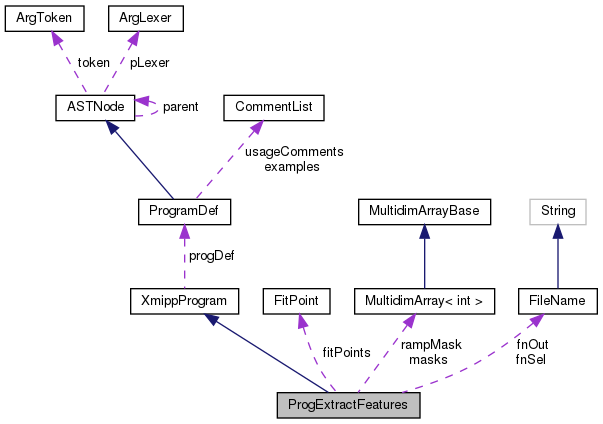 ArgToken
ArgLexer
token
pLexer
ASTNode
parent
CommentList
usageComments
examples
ProgramDef
MultidimArrayBase
String
progDef
XmippProgram
FitPoint
MultidimArray< int >
FileName
fitPoints
rampMask
masks
fnOut
fnSel
ProgExtractFeatures